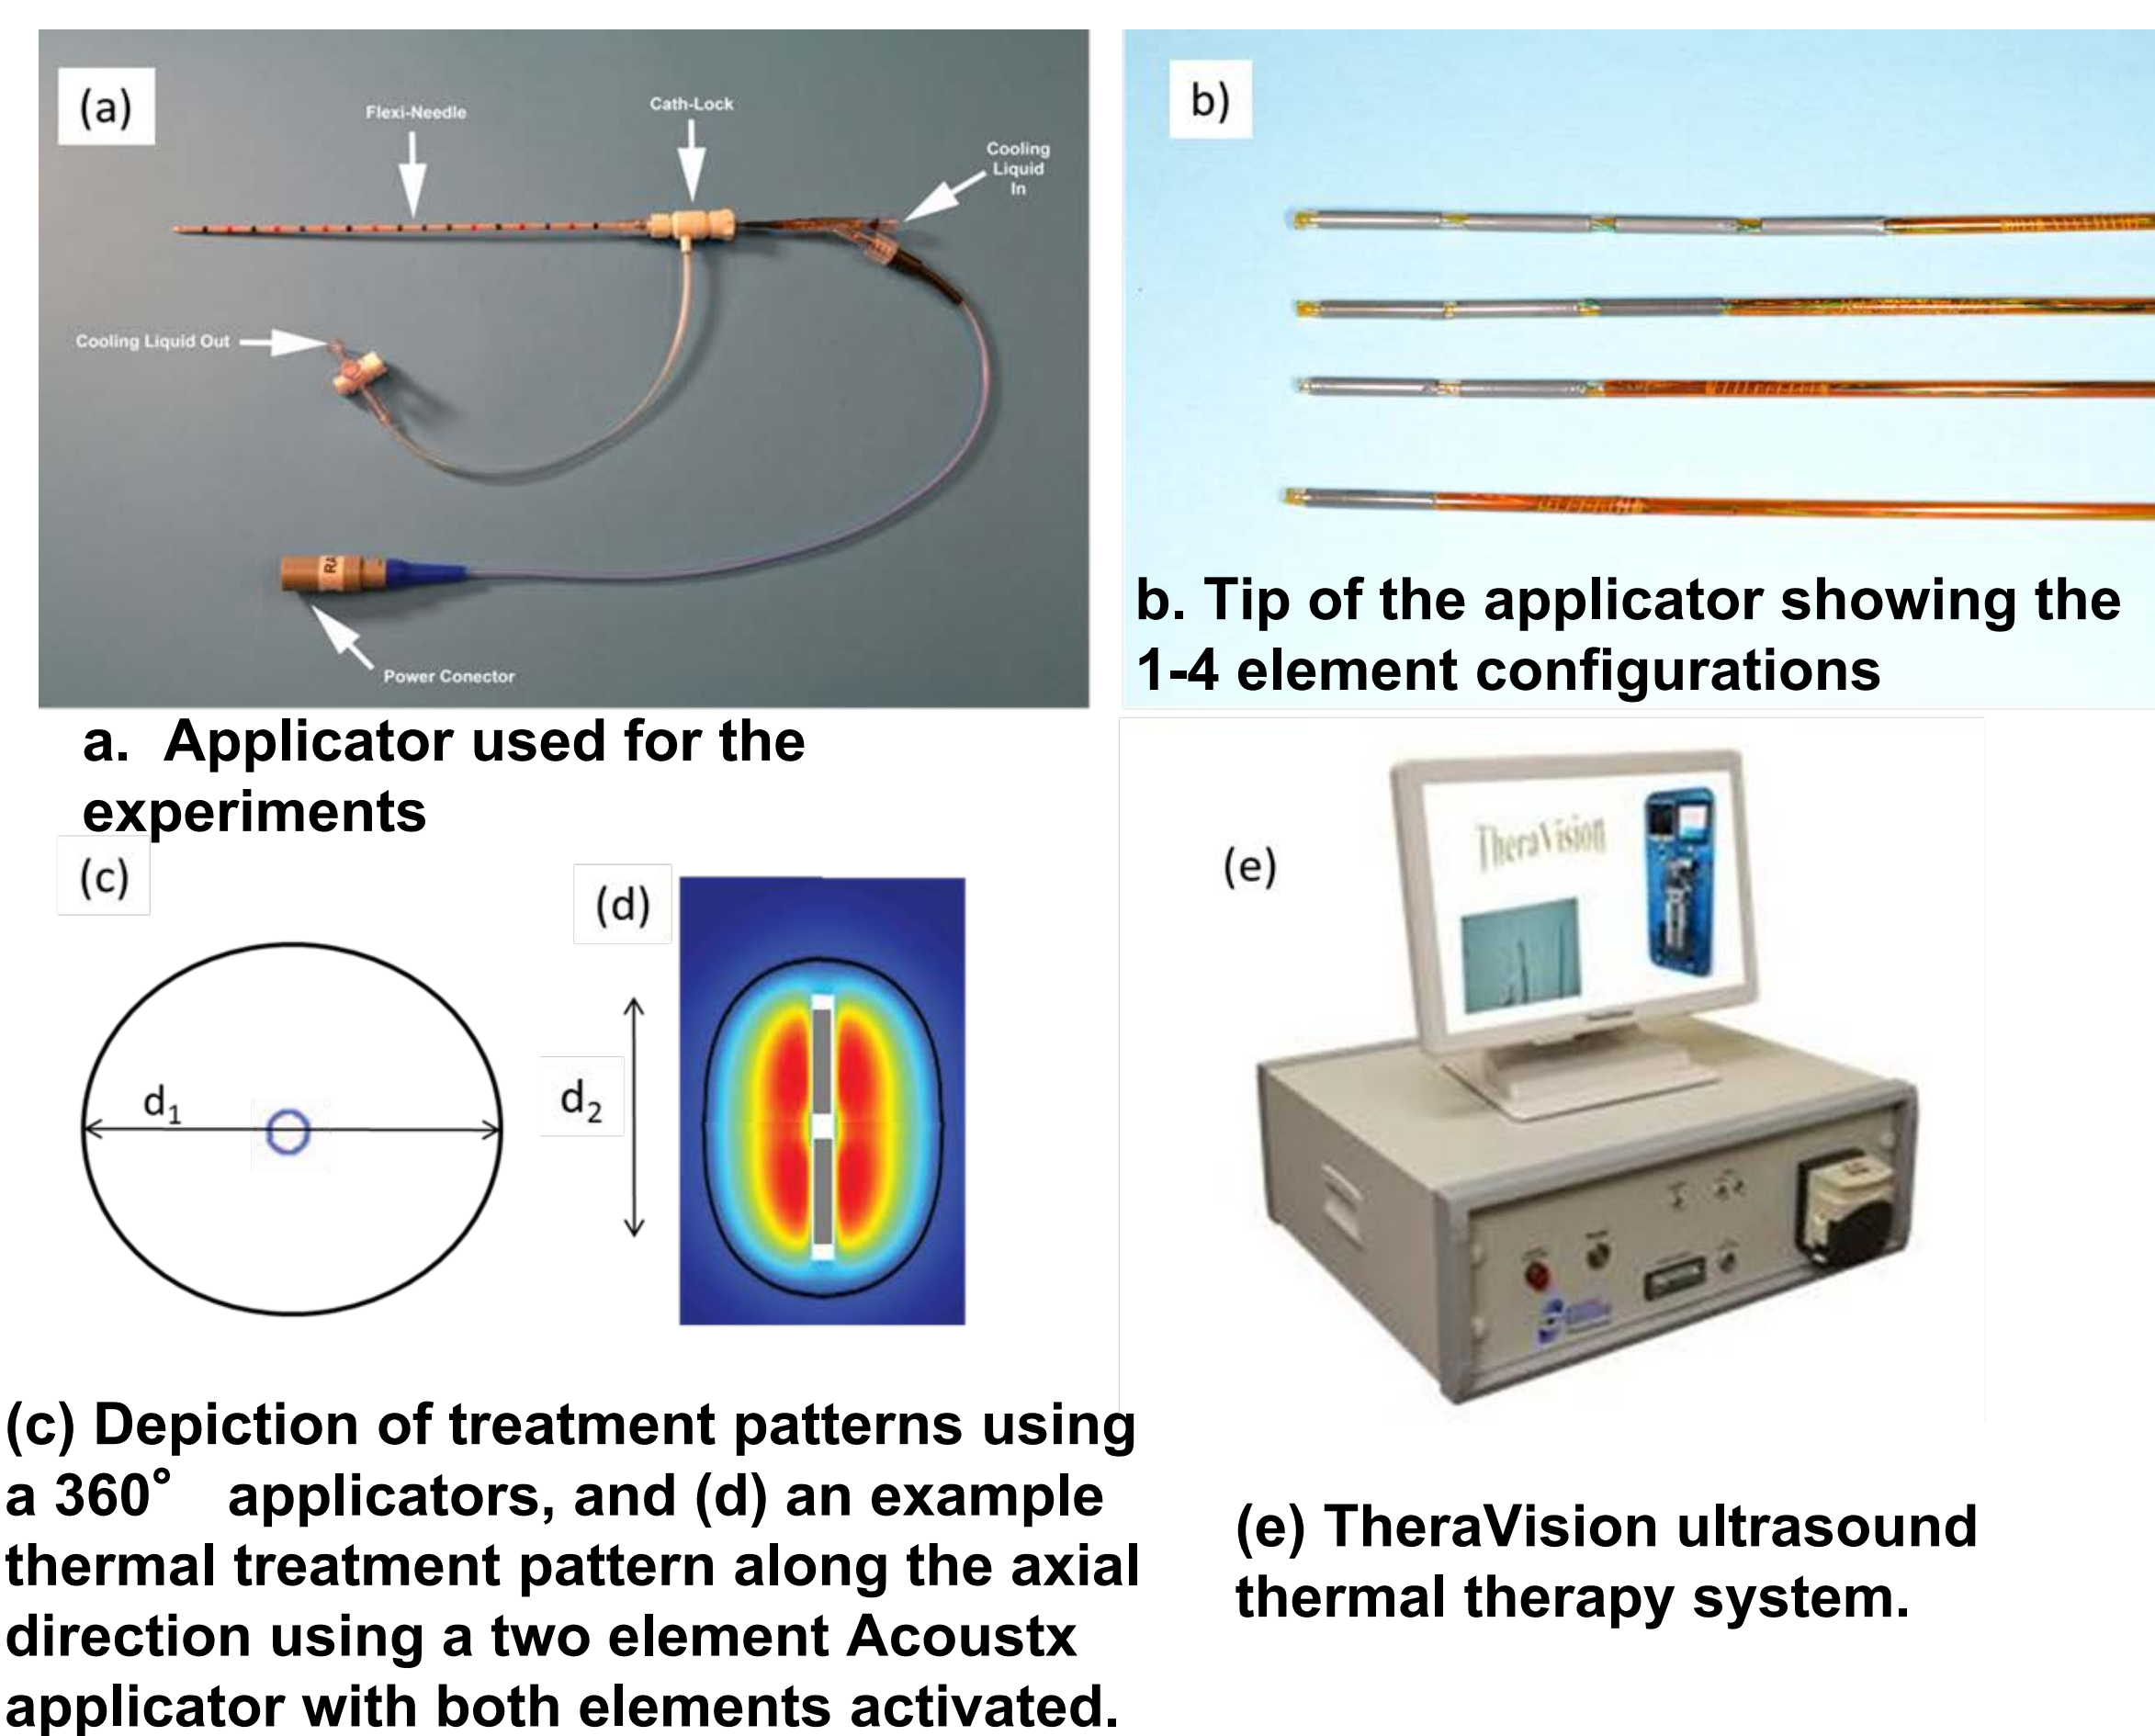 (a)
Flexi-Needle
Cath-Lock
Cooling
Liquid
In
Cooling Liquid Out
RA
Power Conector
a. Applicator used for the
experiments
b)
b. Tip of the applicator showing the
1-4 element configurations
(c)
d1
(d)
d2
(c) Depiction of treatment patterns using
a 360° applicators, and (d) an example
thermal treatment pattern along the axial
direction using a two element Acoustx
applicator with both elements activated.
(e)
TheraVision
(e) TheraVision ultrasound
thermal therapy system.